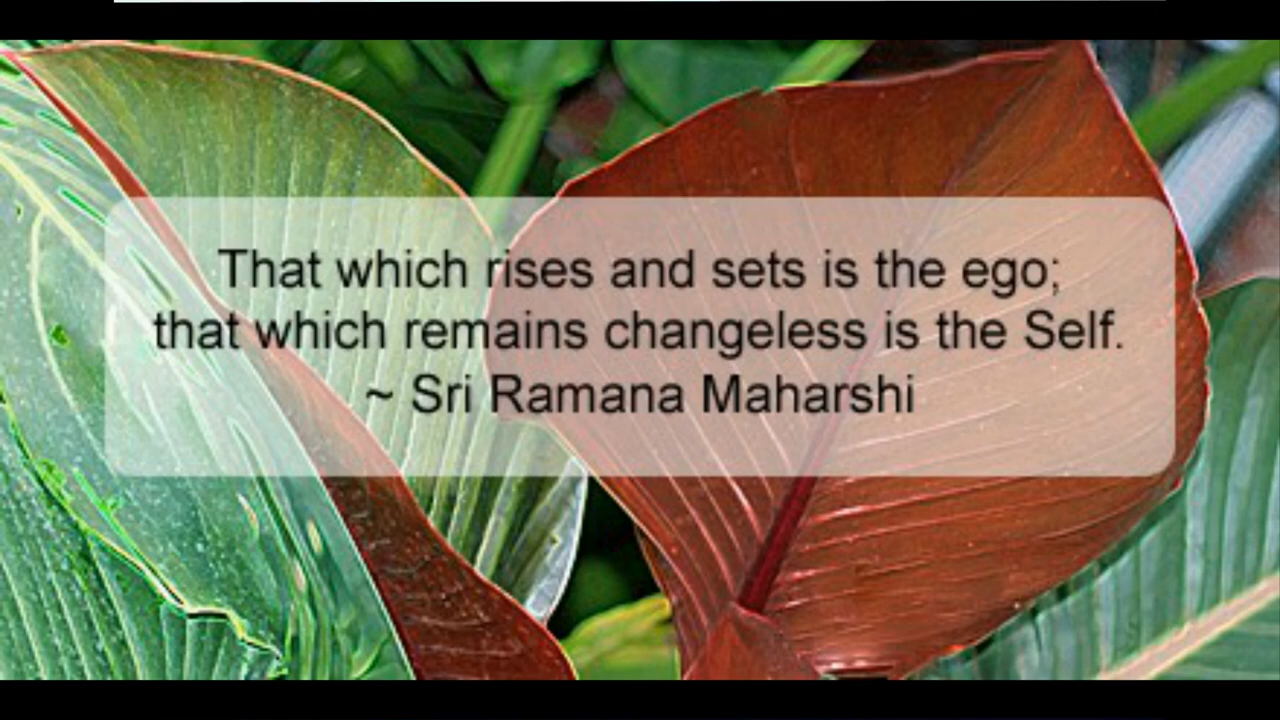 That which rises and sets is the ego;
that which remains changeless is the Self.
~ Sri Ramana Maharshi